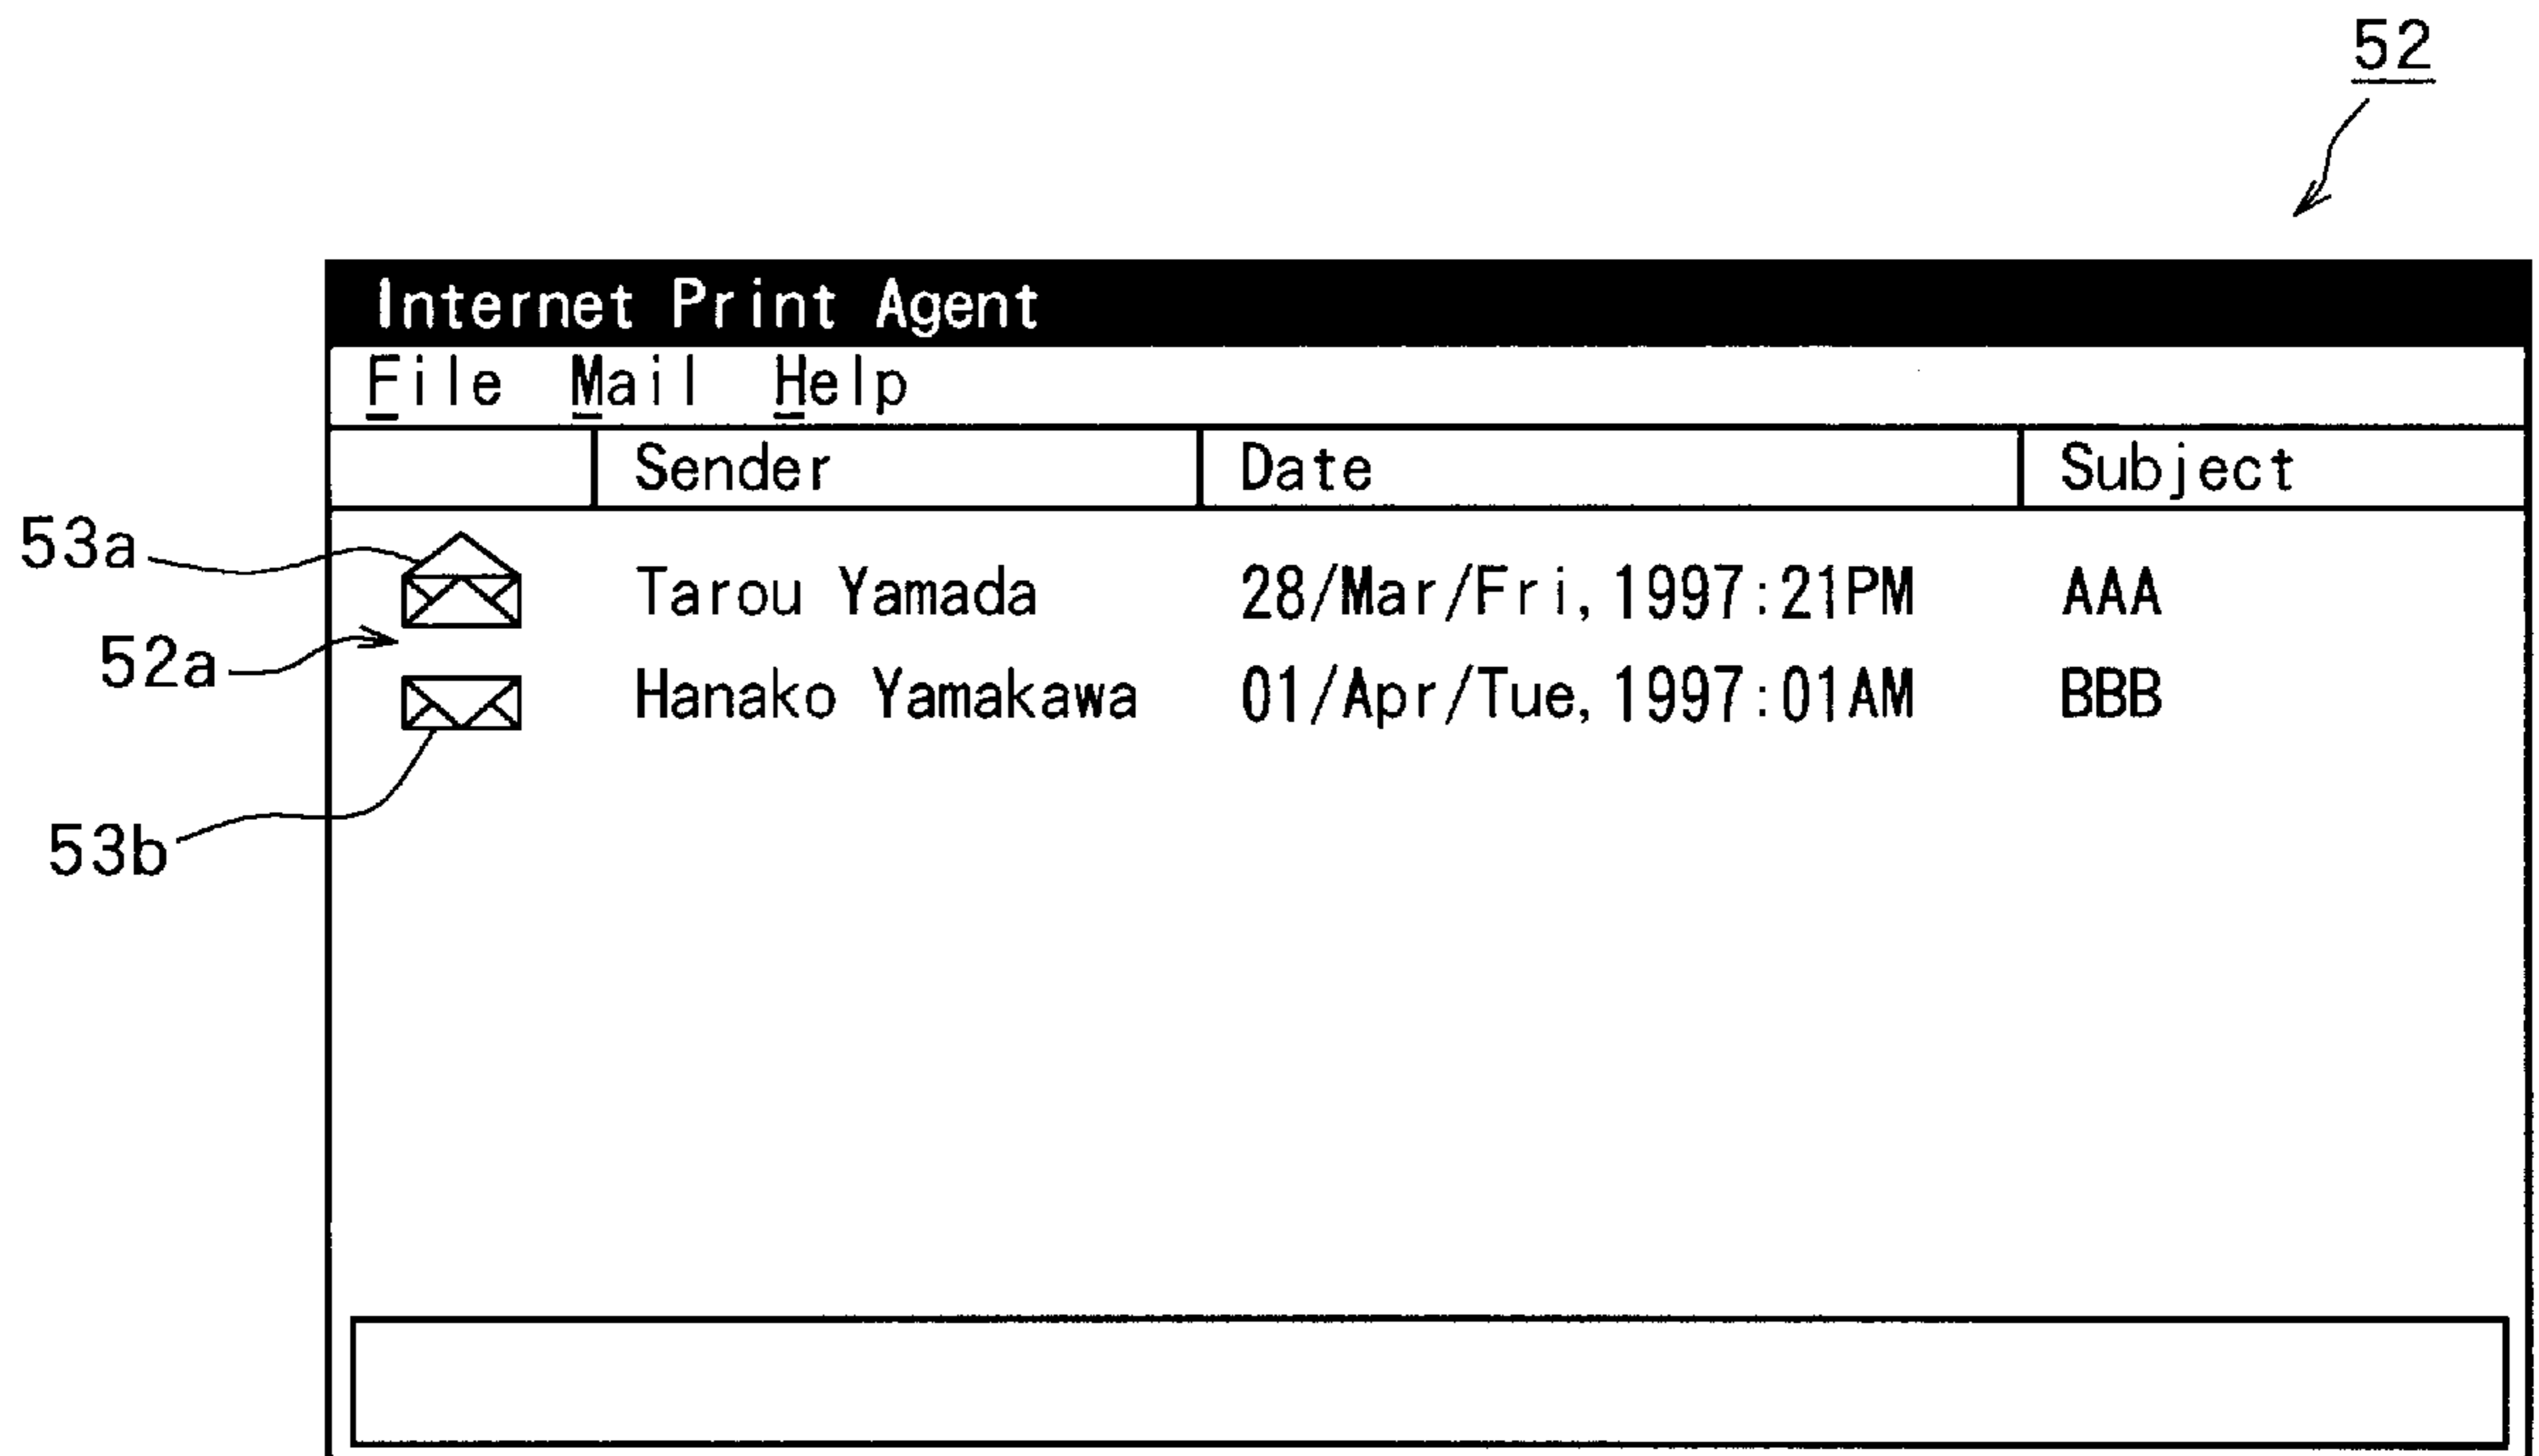 52
Internet Print Agent
File Mail Help
Sender Date Subject
53a
Tarou Yamada 28/Mar/Fri, 1997:21PM AAA
52a
Hanako Yamakawa 01/Apr/Tue, 1997:01AM BBB
53b